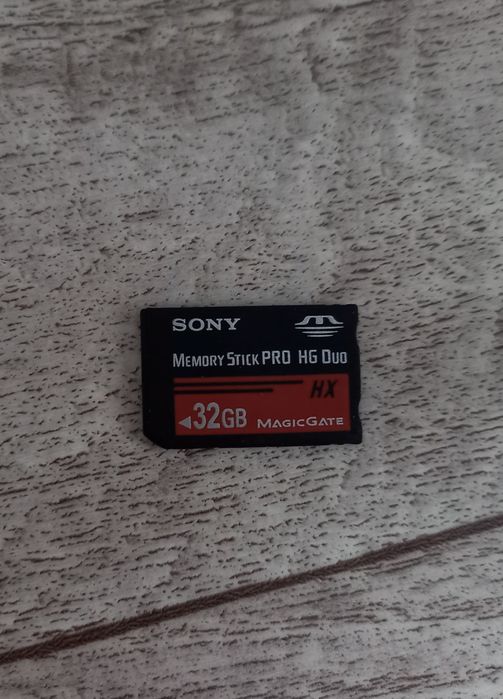 SONY
MEMORY STICK PRO HG DUO
HX
32GB MAGICGATE